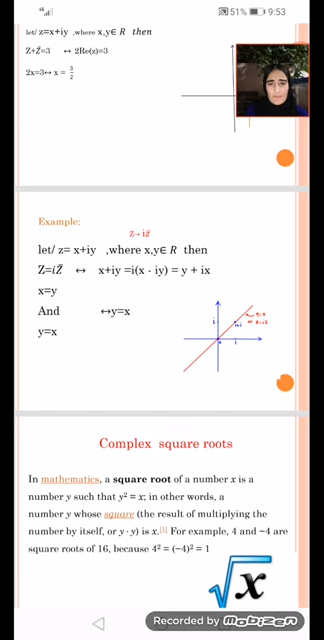 51% 9:53
let/ z=x+iy ,where x,y∈ R then
Z+Z̄=3 ↔ 2Re(z)=3
2x=3↔ x = 3/2
Example:
Z→ iz̄
let/ z= x+iy ,where x,y∈ R then
Z=iZ̄ ↔ x+iy =i(x - iy) = y + ix
x=y
And ↔y=x
y=x
Complex square roots
In mathematics, a square root of a number x is a
number y such that y² = x; in other words, a
number y whose square (the result of multiplying the
number by itself, or y · y) is x.[1] For example, 4 and −4 are
square roots of 16, because 4² = (−4)² = 1
√x
Recorded by mobizen